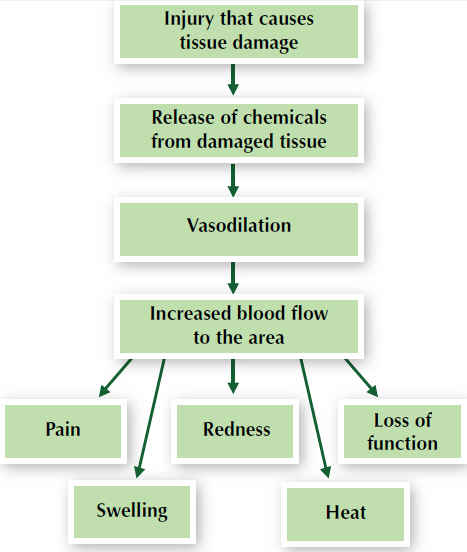 Injury that causes
tissue damage
Release of chemicals
from damaged tissue
Vasodilation
Increased blood flow
to the area
Pain
Redness
Loss of
function
Swelling
Heat